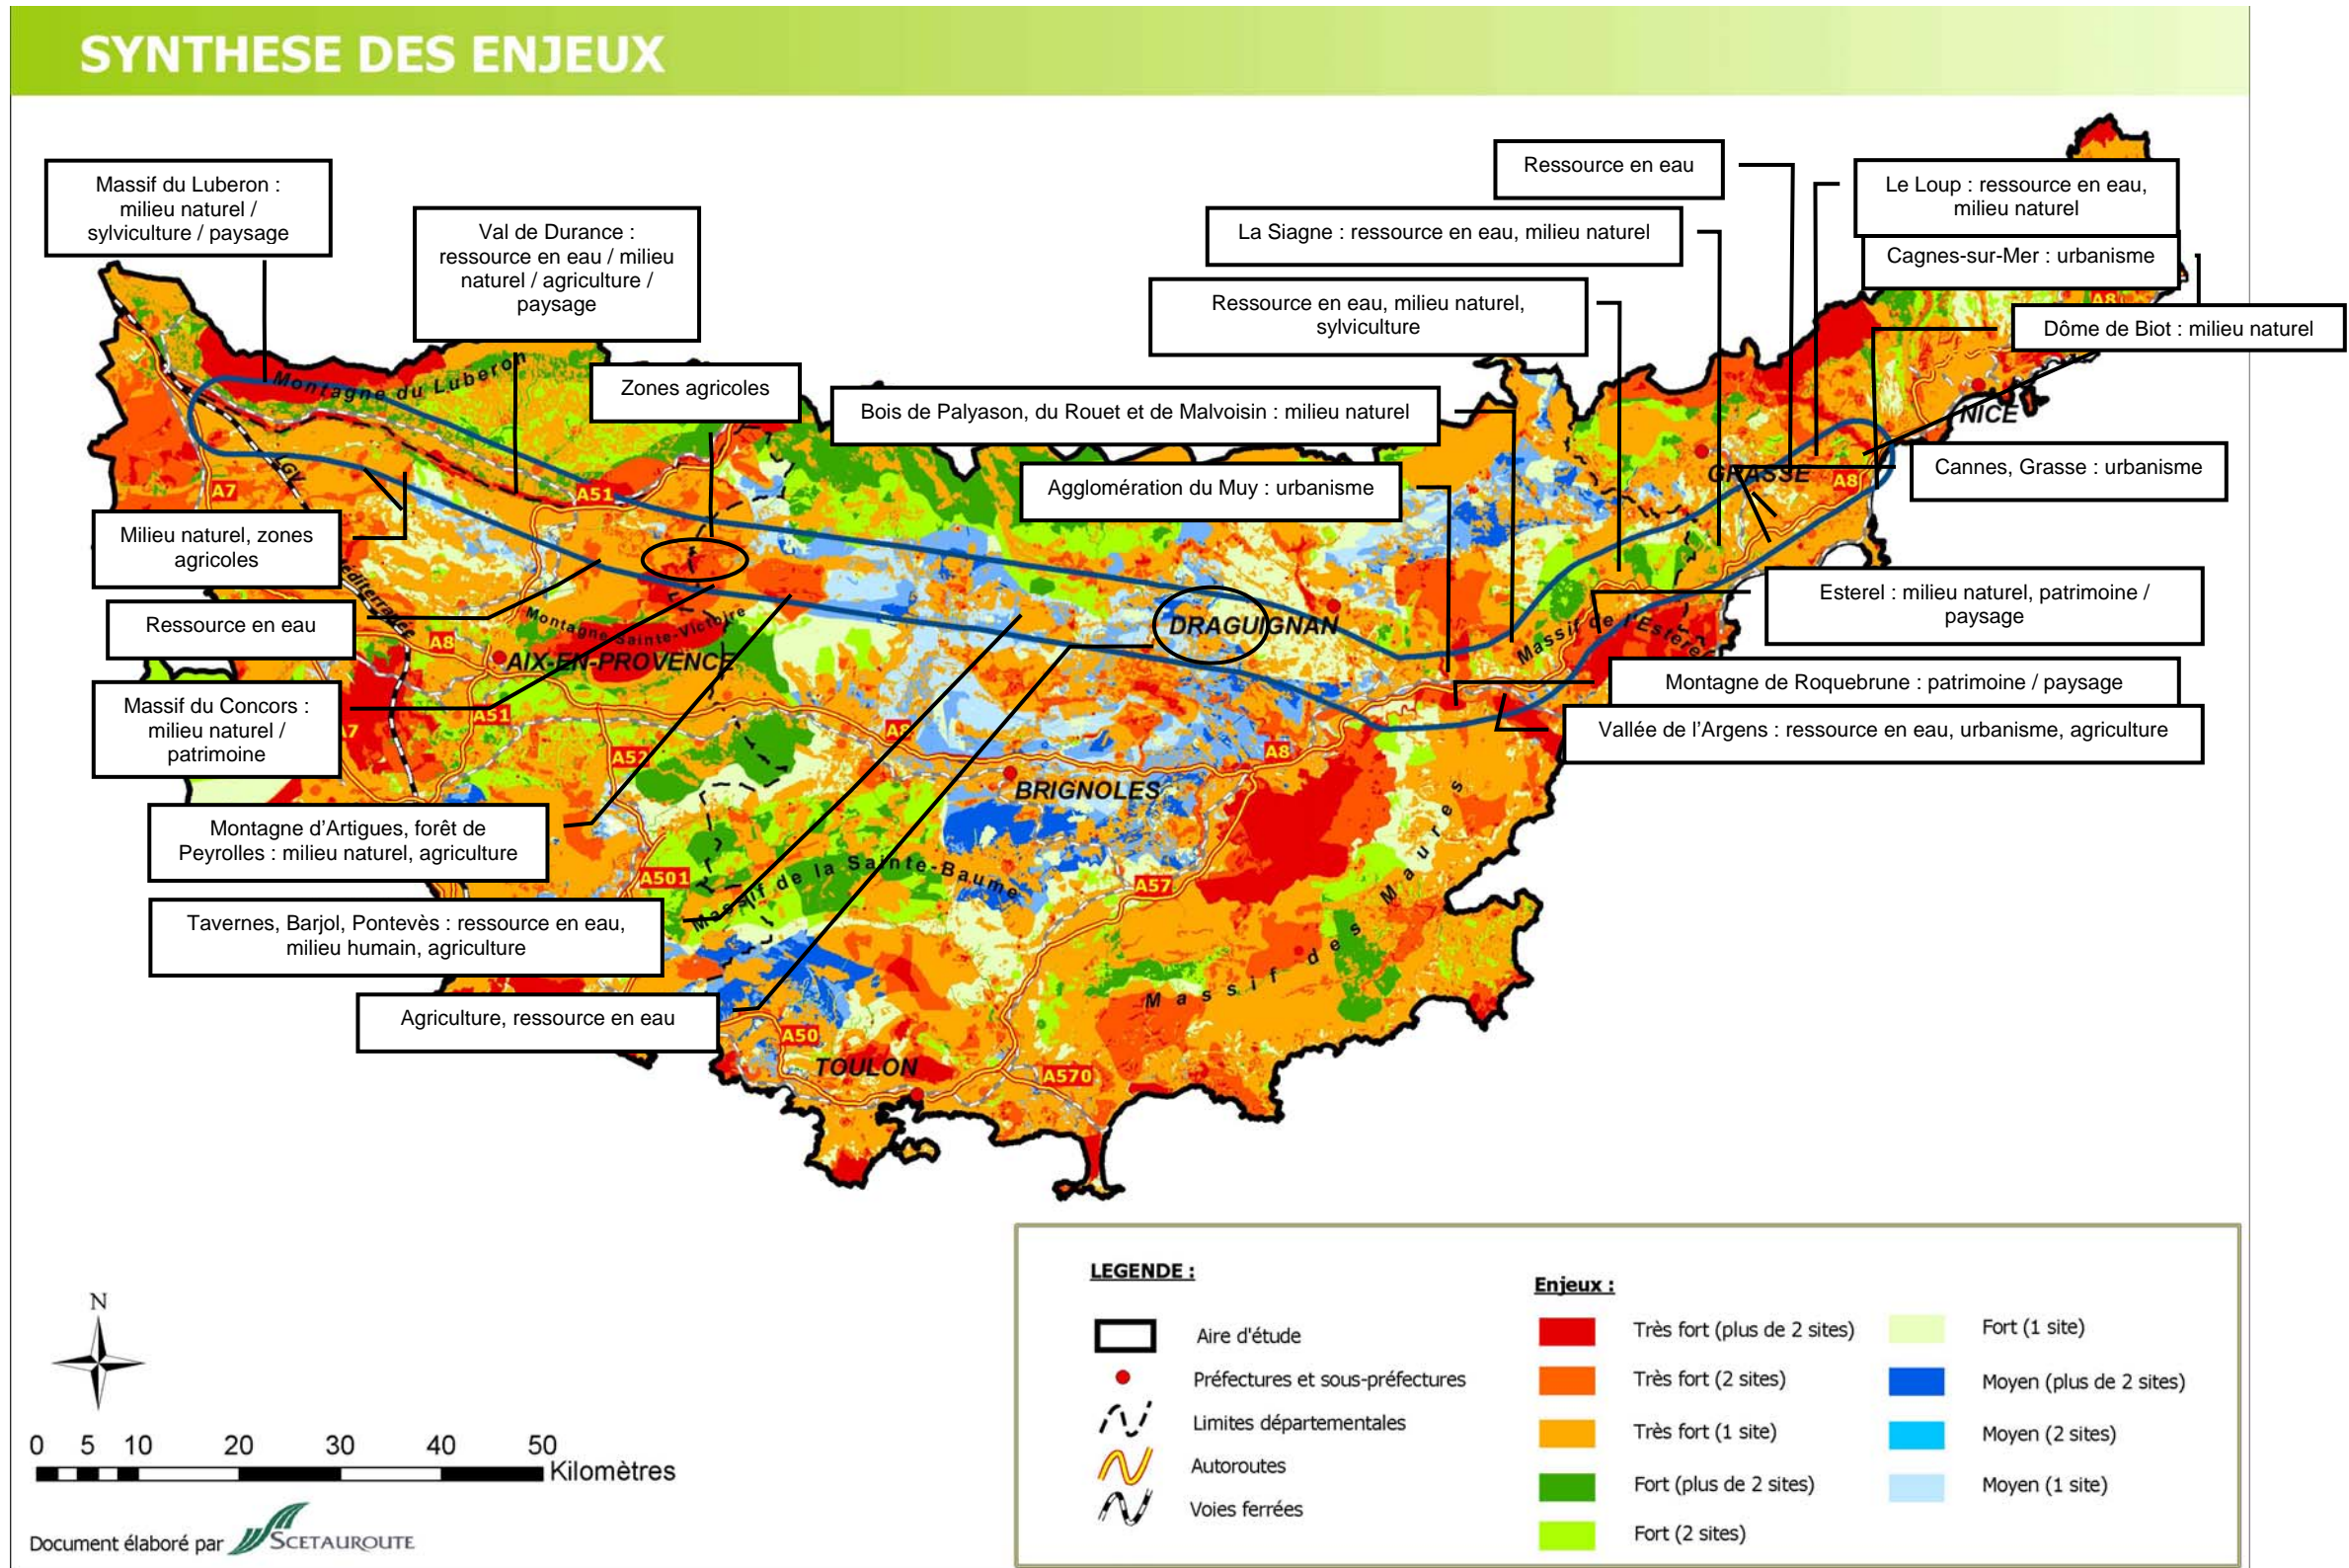 SYNTHESE DES ENJEUX
Massif du Luberon :
milieu naturel /
sylviculture / paysage
Val de Durance :
ressource en eau / milieu
naturel / agriculture /
paysage
Zones agricoles
Ressource en eau
La Siagne : ressource en eau, milieu naturel
Ressource en eau, milieu naturel,
sylviculture
Bois de Palyason, du Rouet et de Malvoisin : milieu naturel
Agglomération du Muy : urbanisme
Le Loup : ressource en eau,
milieu naturel
Cagnes-sur-Mer : urbanisme
Dôme de Biot : milieu naturel
Cannes, Grasse : urbanisme
Esterel : milieu naturel, patrimoine /
paysage
Montagne de Roquebrune : patrimoine / paysage
Vallée de l'Argens : ressource en eau, urbanisme, agriculture
Milieu naturel, zones
agricoles
Ressource en eau
Massif du Concors :
milieu naturel /
patrimoine
Montagne d'Artigues, forêt de
Peyrolles : milieu naturel, agriculture
Tavernes, Barjol, Pontevès : ressource en eau,
milieu humain, agriculture
Agriculture, ressource en eau
Montagne du Luberon
LGV
A7
A51
A8
NICE
GRASSE
A8
Montagne Sainte-Victoire
A8
AIX-EN-PROVENCE
DRAGUIGNAN
Massif de l'Esterel
A51
A52
A8
A8
BRIGNOLES
A501
Massif de la Sainte-Baume
A57
Massif des Maures
A50
TOULON
A570
LEGENDE :
Aire d'étude
Préfectures et sous-préfectures
Limites départementales
Autoroutes
Voies ferrées
Enjeux :
Très fort (plus de 2 sites)
Très fort (2 sites)
Très fort (1 site)
Fort (plus de 2 sites)
Fort (2 sites)
Fort (1 site)
Moyen (plus de 2 sites)
Moyen (2 sites)
Moyen (1 site)
N
0 5 10 20 30 40 50
Kilomètres
Document élaboré par SCETAUROUTE